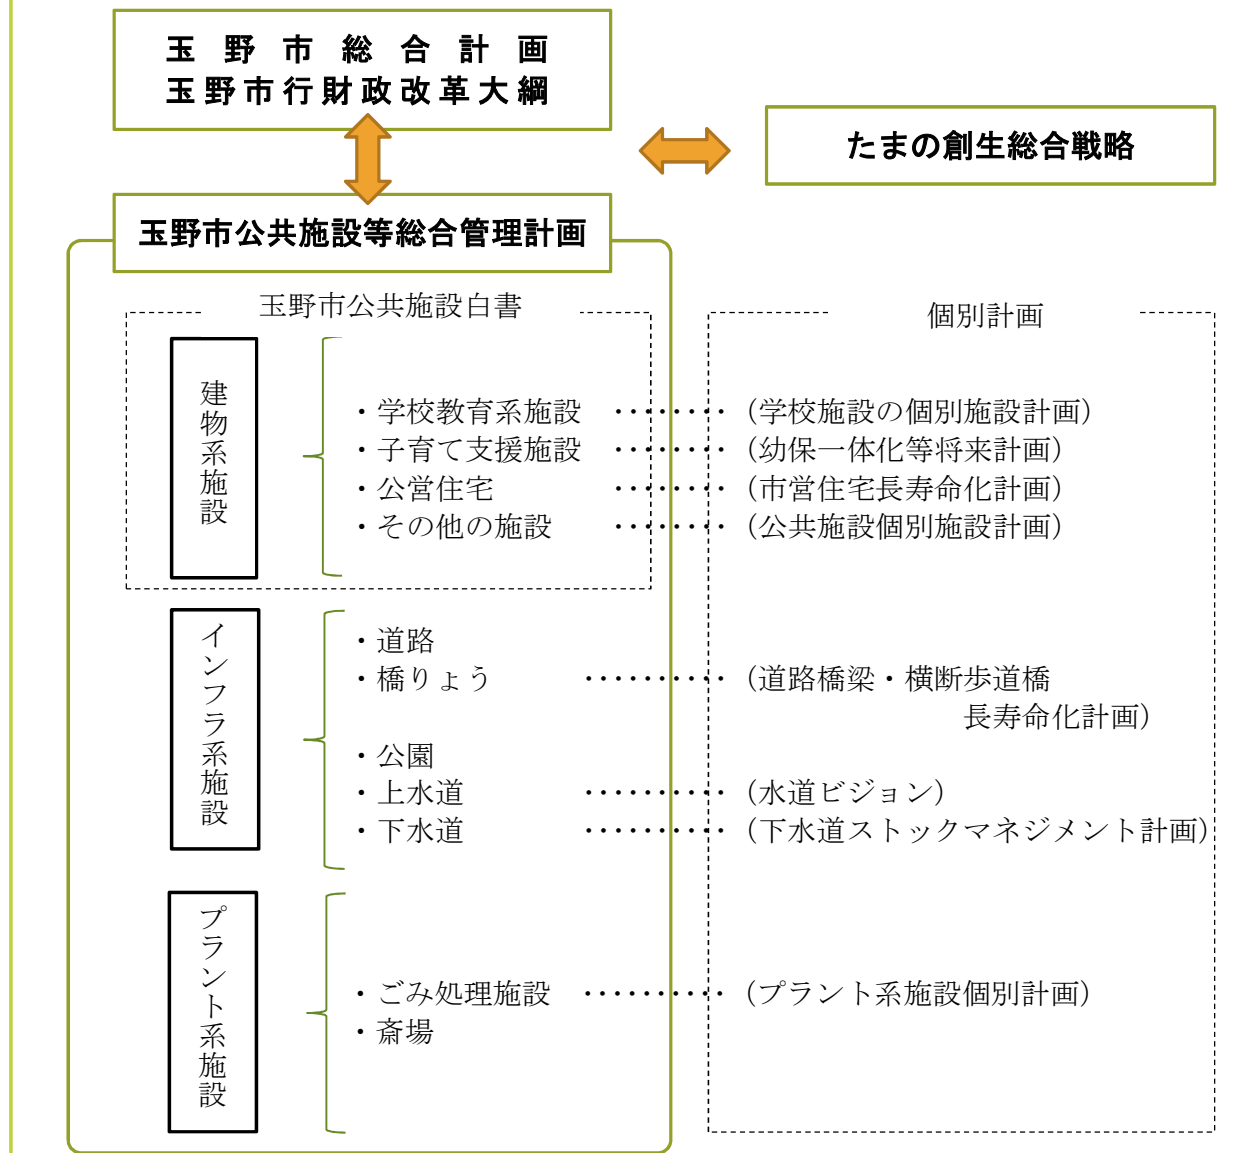 玉野市総合計画
玉野市行財政改革大綱
たまの創生総合戦略
玉野市公共施設等総合管理計画
玉野市公共施設白書
個別計画
建物系施設
・学校教育系施設 ········ (学校施設の個別施設計画)
・子育て支援施設 ········ (幼保一体化等将来計画)
・公営住宅 ········ (市営住宅長寿命化計画)
・その他の施設 ········ (公共施設個別施設計画)
インフラ系施設
・道路
・橋りょう ·········· (道路橋梁・横断歩道橋
長寿命化計画)
・公園
・上水道 ·········· (水道ビジョン)
・下水道 ·········· (下水道ストックマネジメント計画)
プラント系施設
・ごみ処理施設 ·········· (プラント系施設個別計画)
・斎場